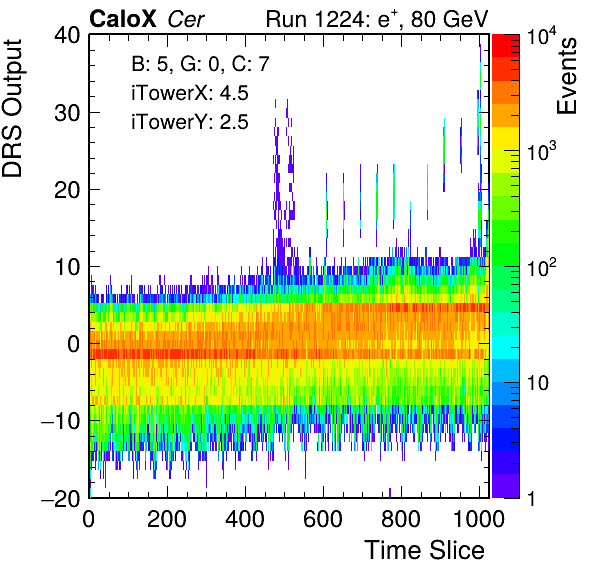 CaloX Cer Run 1224: e⁺, 80 GeV
B: 5, G: 0, C: 7
iTowerX: 4.5
iTowerY: 2.5
DRS Output
40
30
20
10
0
−10
−20
0 200 400 600 800 1000
Time Slice
Events
10⁴
10³
10²
10
1